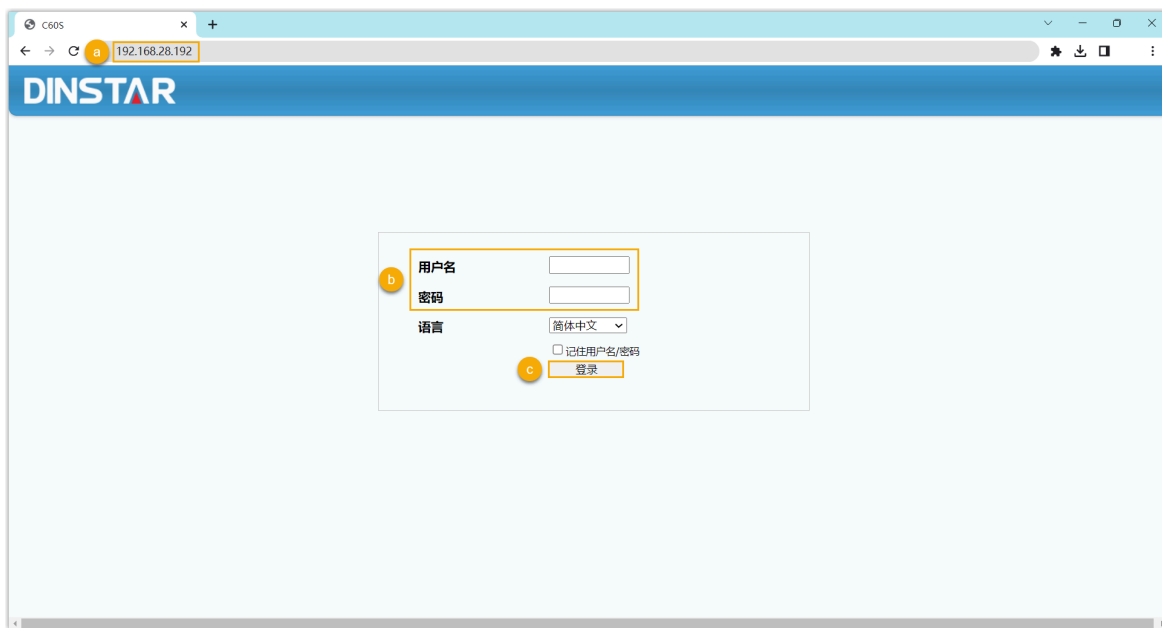 C60S
a
192.168.28.192
DINSTAR
b
用户名
密码
语言
简体中文
记住用户名/密码
c
登录